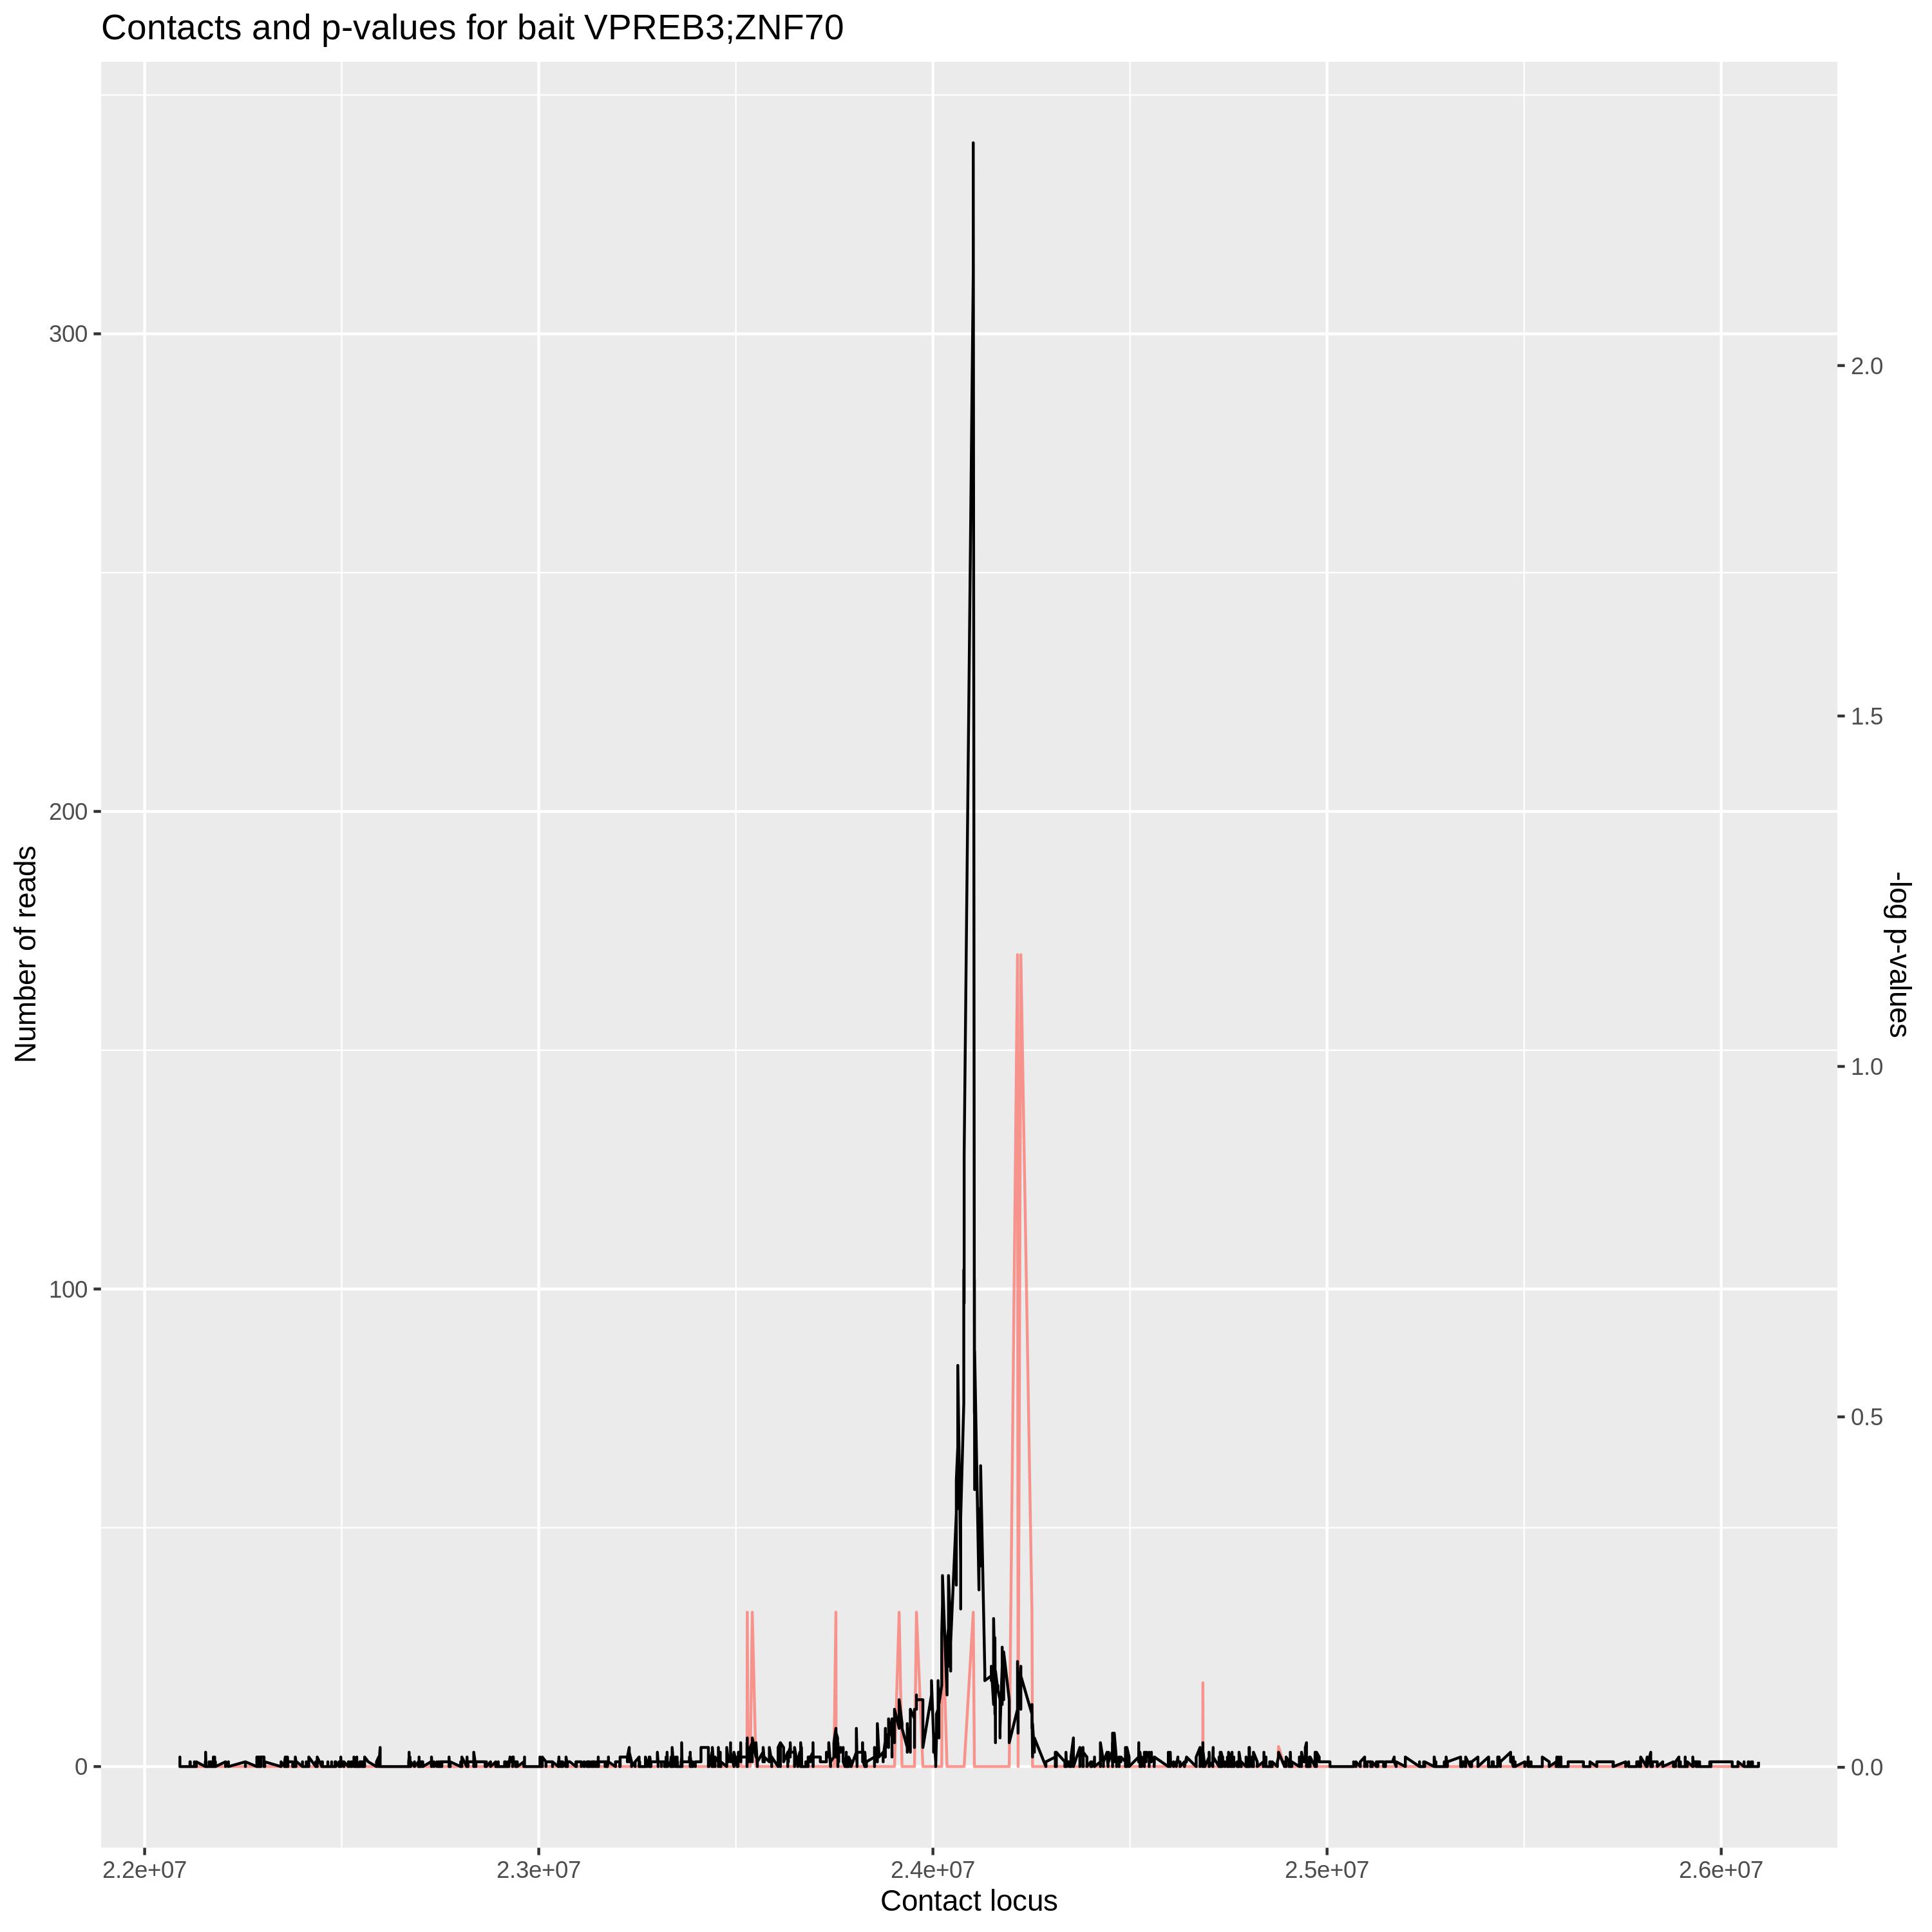 Contacts and p-values for bait VPREB3;ZNF70
Number of reads
300
200
100
0
2.0
1.5
1.0
0.5
0.0
-log p-values
2.2e+07
2.3e+07
2.4e+07
2.5e+07
2.6e+07
Contact locus